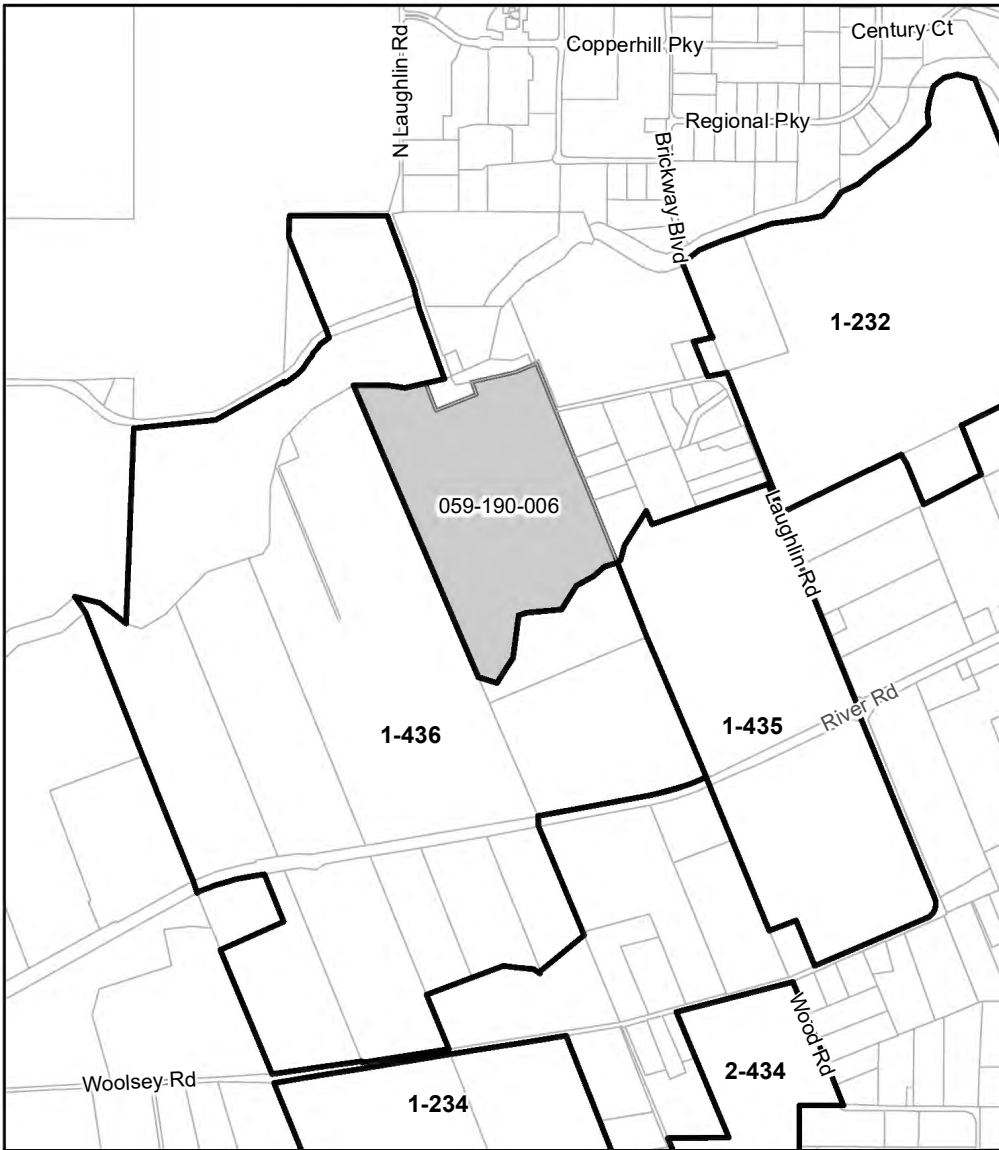 N Laughlin Rd
Copperhill Pky
Century Ct
Regional Pky
Brickway Blvd
1-232
059-190-006
Laughlin Rd
1-436
1-435
River Rd
Woolsey Rd
1-234
2-434
Wood Rd